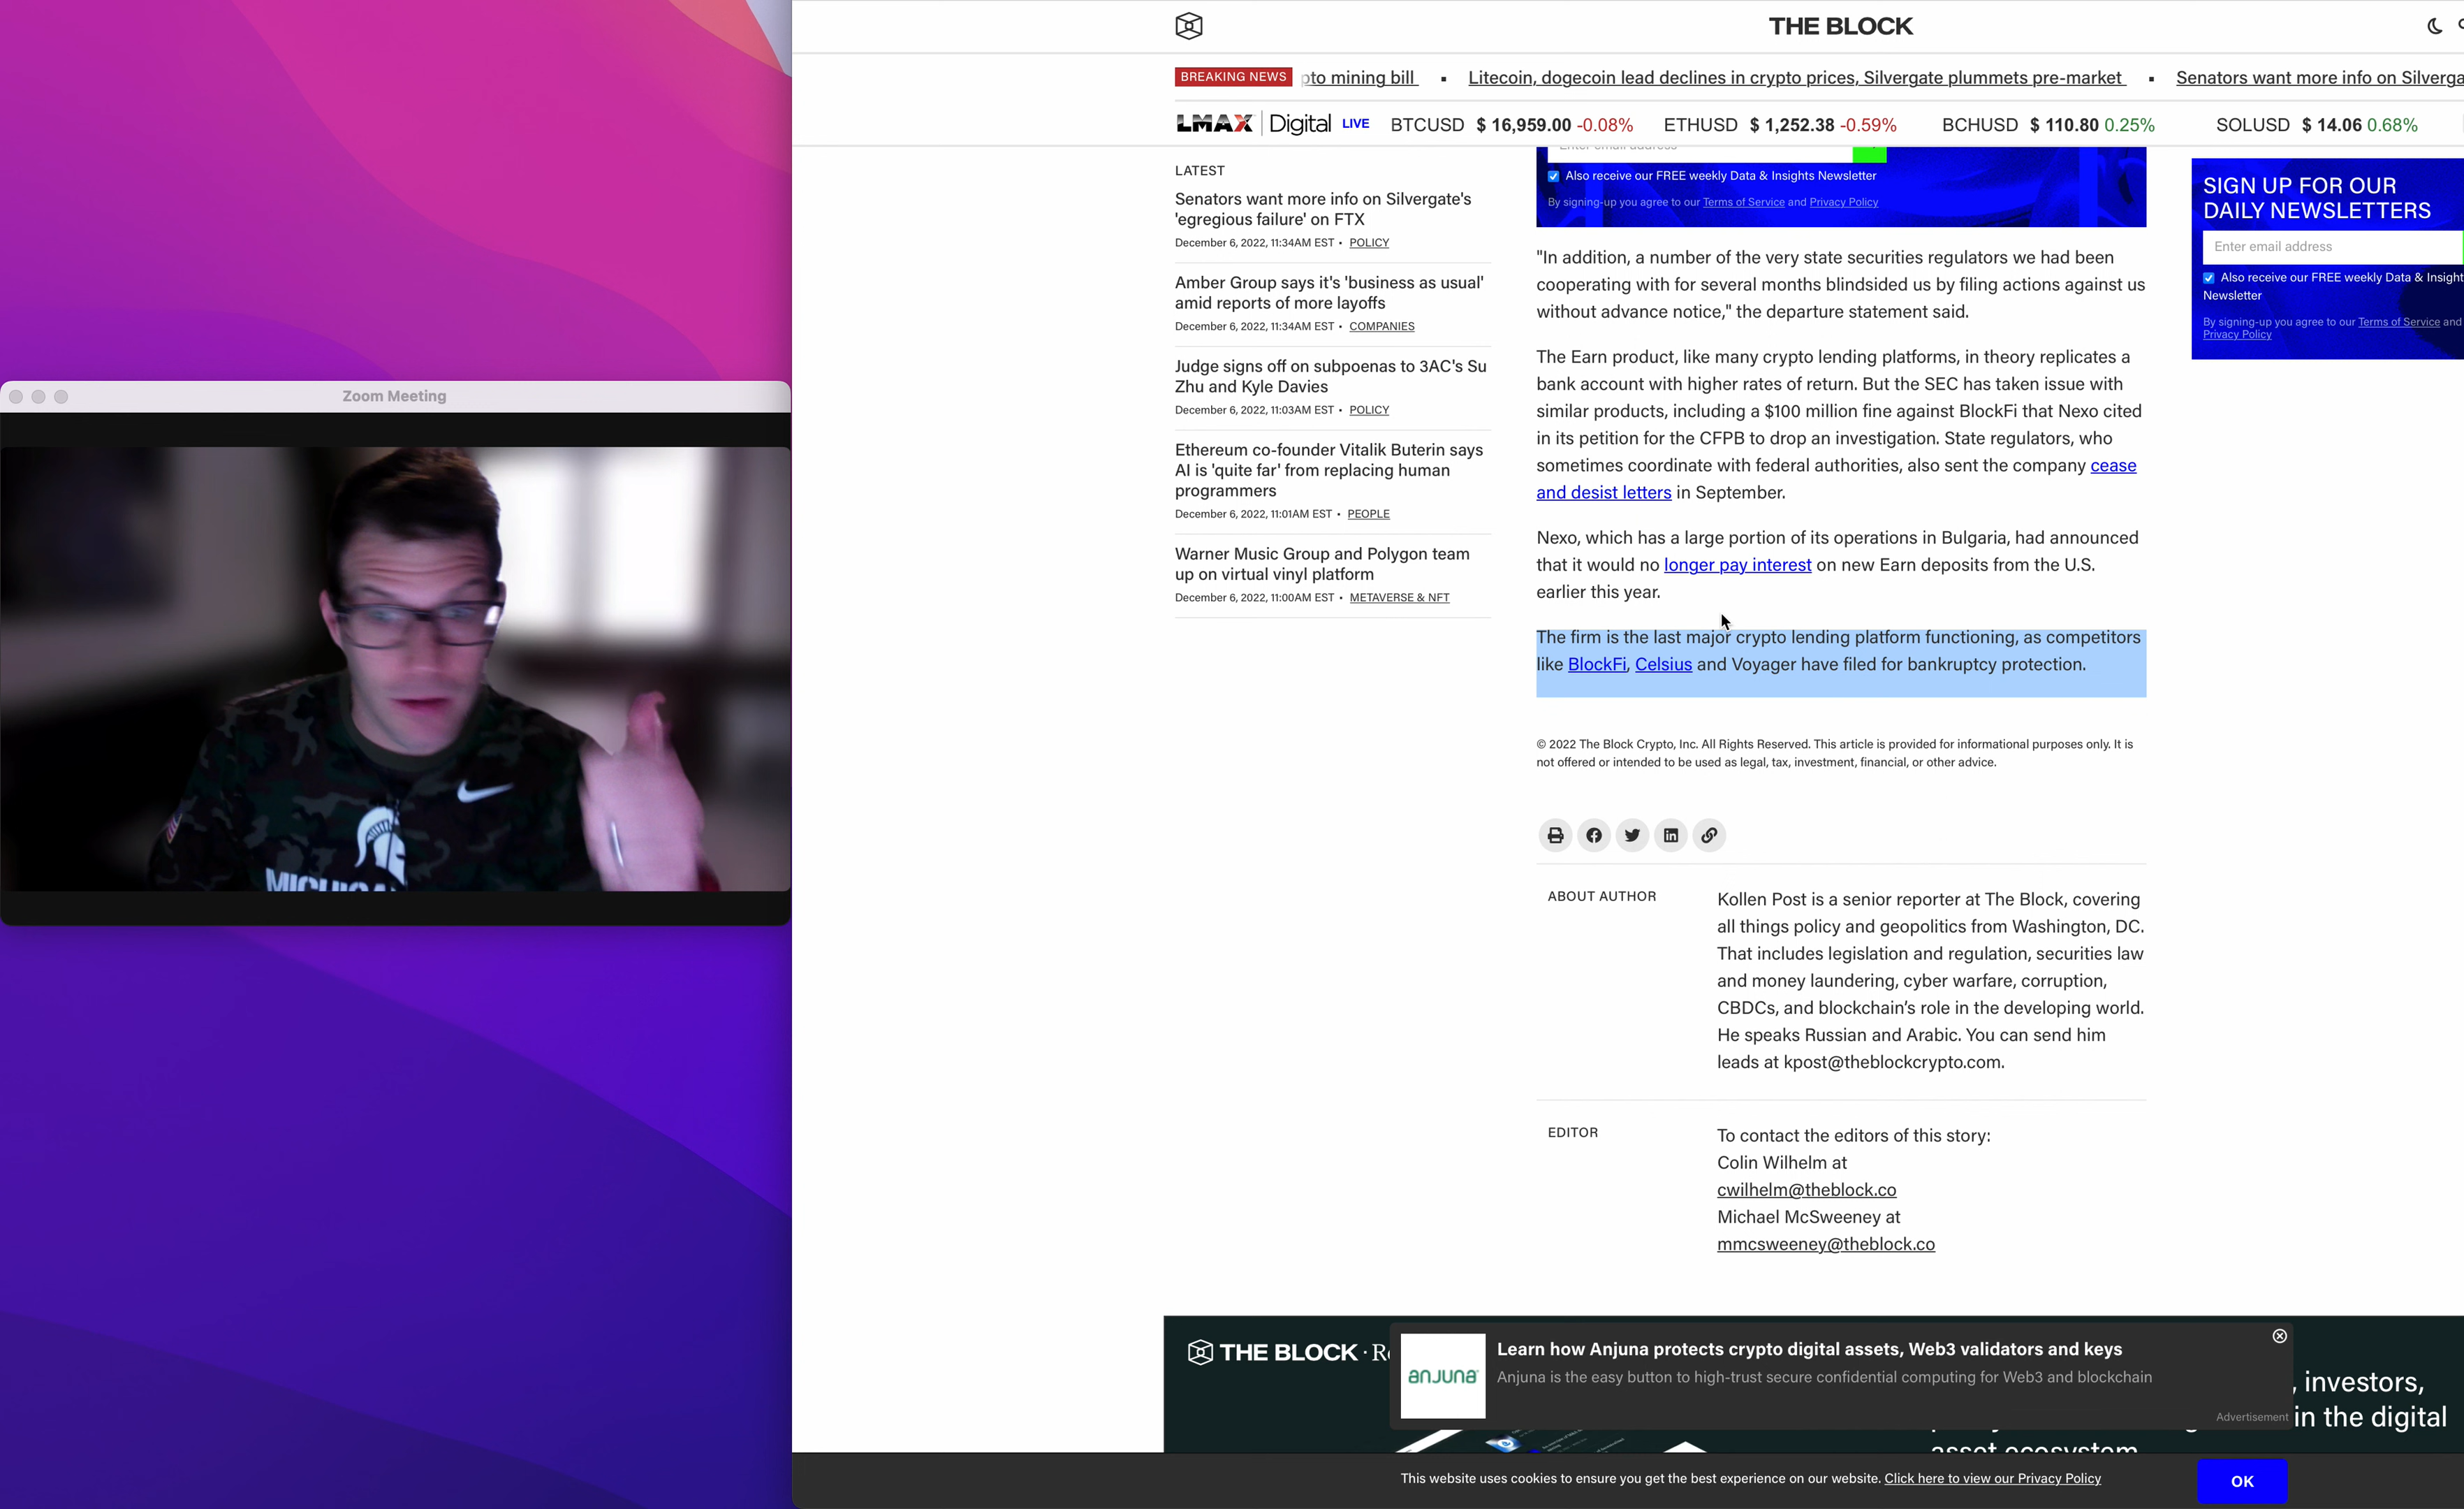 THE BLOCK
BREAKING NEWS pto mining bill ▪ Litecoin, dogecoin lead declines in crypto prices, Silvergate plummets pre-market ▪ Senators want more info on
LMAX Digital LIVE BTCUSD $ 16,959.00 -0.08% ETHUSD $ 1,252.38 -0.59% BCHUSD $ 110.80 0.25% SOLUSD $ 14.06 0.68%
Zoom Meeting
MICHIGA
LATEST
Senators want more info on Silvergate's
'egregious failure' on FTX
December 6, 2022, 11:34AM EST • POLICY
Amber Group says it's 'business as usual'
amid reports of more layoffs
December 6, 2022, 11:34AM EST • COMPANIES
Judge signs off on subpoenas to 3AC's Su
Zhu and Kyle Davies
December 6, 2022, 11:03AM EST • POLICY
Ethereum co-founder Vitalik Buterin says
AI is 'quite far' from replacing human
programmers
December 6, 2022, 11:01AM EST • PEOPLE
Warner Music Group and Polygon team
up on virtual vinyl platform
December 6, 2022, 11:00AM EST • METAVERSE & NFT
Also receive our FREE weekly Data & Insights Newsletter
By signing-up you agree to our Terms of Service and Privacy Policy
"In addition, a number of the very state securities regulators we had been
cooperating with for several months blindsided us by filing actions against us
without advance notice," the departure statement said.
The Earn product, like many crypto lending platforms, in theory replicates a
bank account with higher rates of return. But the SEC has taken issue with
similar products, including a $100 million fine against BlockFi that Nexo cited
in its petition for the CFPB to drop an investigation. State regulators, who
sometimes coordinate with federal authorities, also sent the company cease
and desist letters in September.
Nexo, which has a large portion of its operations in Bulgaria, had announced
that it would no longer pay interest on new Earn deposits from the U.S.
earlier this year.
The firm is the last major crypto lending platform functioning, as competitors
like BlockFi, Celsius and Voyager have filed for bankruptcy protection.
© 2022 The Block Crypto, Inc. All Rights Reserved. This article is provided for informational purposes only. It is
not offered or intended to be used as legal, tax, investment, financial, or other advice.
ABOUT AUTHOR
Kollen Post is a senior reporter at The Block, covering
all things policy and geopolitics from Washington, DC.
That includes legislation and regulation, securities law
and money laundering, cyber warfare, corruption,
CBDCs, and blockchain's role in the developing world.
He speaks Russian and Arabic. You can send him
leads at kpost@theblockcrypto.com.
EDITOR
To contact the editors of this story:
Colin Wilhelm at
cwilhelm@theblock.co
Michael McSweeney at
mmcsweeney@theblock.co
SIGN UP FOR OUR
DAILY NEWSLETTERS
Enter email address
Also receive our FREE weekly Data & Insight
Newsletter
By signing-up you agree to our Terms of Service and
Privacy Policy
THE BLOCK
Learn how Anjuna protects crypto digital assets, Web3 validators and keys
anjuna
Anjuna is the easy button to high-trust secure confidential computing for Web3 and blockchain
Advertisement
, investors,
in the digital
asset ecosystem
This website uses cookies to ensure you get the best experience on our website. Click here to view our Privacy Policy
OK